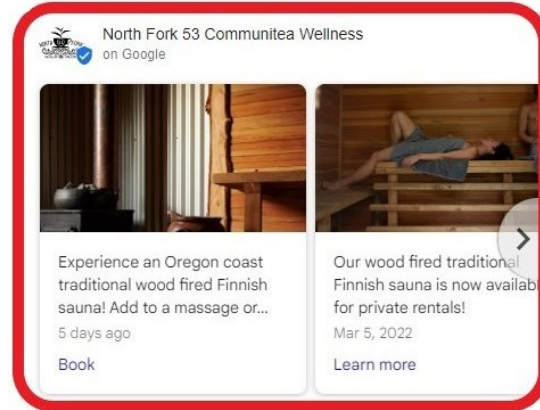 North Fork 53 Communitea Wellness
on Google
Experience an Oregon coast
traditional wood fired Finnish
sauna! Add to a massage or...
5 days ago
Book
Our wood fired traditional
Finnish sauna is now availab
for private rentals!
Mar 5, 2022
Learn more